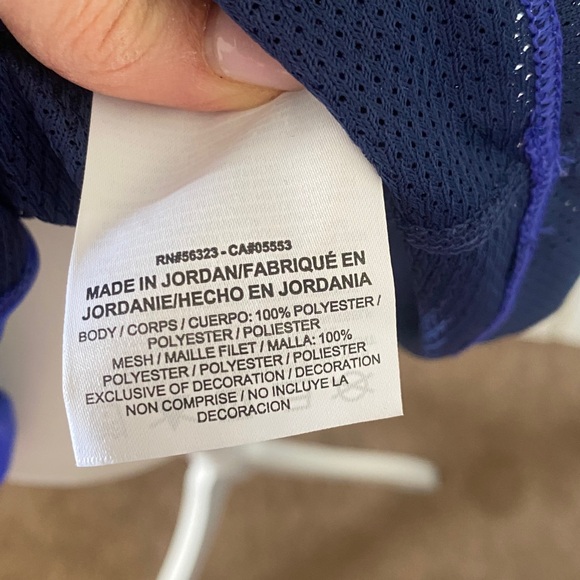 RN#56323 - CA#05553
MADE IN JORDAN/FABRIQUÉ EN
JORDANIE/HECHO EN JORDANIA
BODY / CORPS / CUERPO: 100% POLYESTER /
POLYESTER / POLIESTER
MESH / MAILLE FILET / MALLA: 100%
POLYESTER / POLYESTER / POLIESTER
EXCLUSIVE OF DECORATION / DECORATION
NON COMPRISE / NO INCLUYE LA
DECORACION